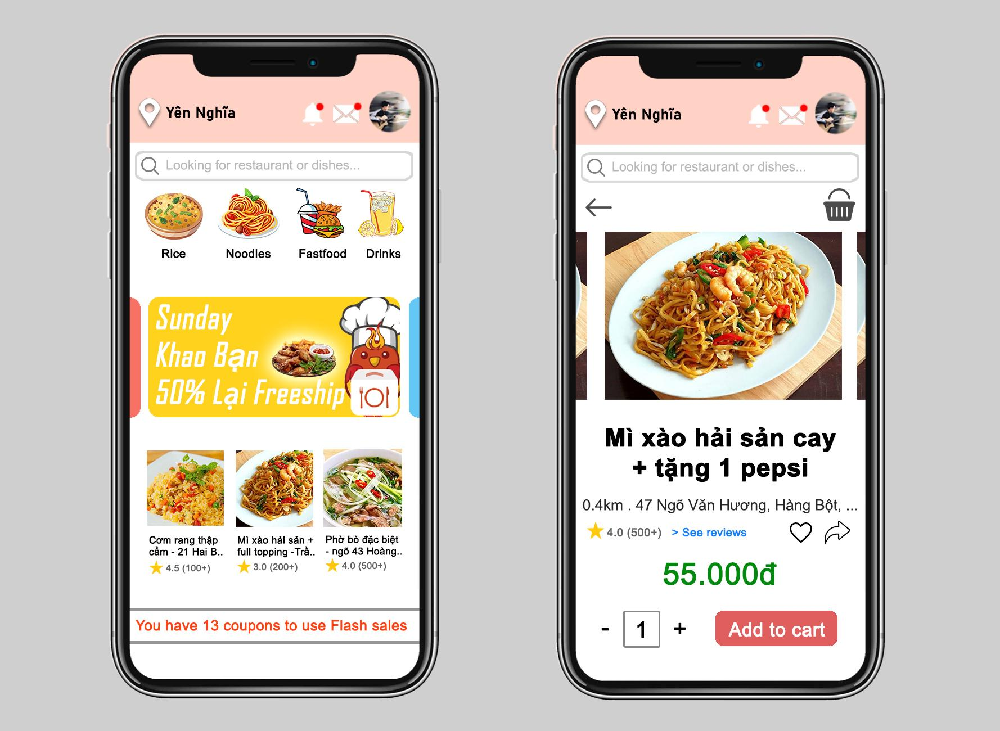 Yên Nghĩa
Looking for restaurant or dishes...
Rice Noodles Fastfood Drinks
Sunday
Khao Bạn
50% Lại Freeship
Cơm rang thập
cẩm - 21 Hai B..
4.5 (100+)
Mì xào hải sản +
full topping -Trầ..
3.0 (200+)
Phờ bò đặc biệt
- ngõ 43 Hoàng..
4.0 (500+)
You have 13 coupons to use Flash sales
Yên Nghĩa
Looking for restaurant or dishes...
Mì xào hải sản cay
+ tặng 1 pepsi
0.4km . 47 Ngõ Văn Hương, Hàng Bột, ...
4.0 (500+) > See reviews
55.000đ
- 1 + Add to cart